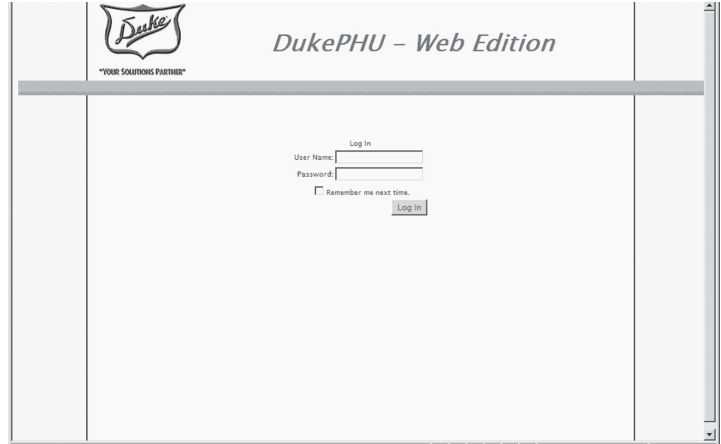 Duke
"YOUR SOLUTIONS PARTNER"
DukePHU – Web Edition
Log In
User Name:
Password:
Remember me next time.
Log In